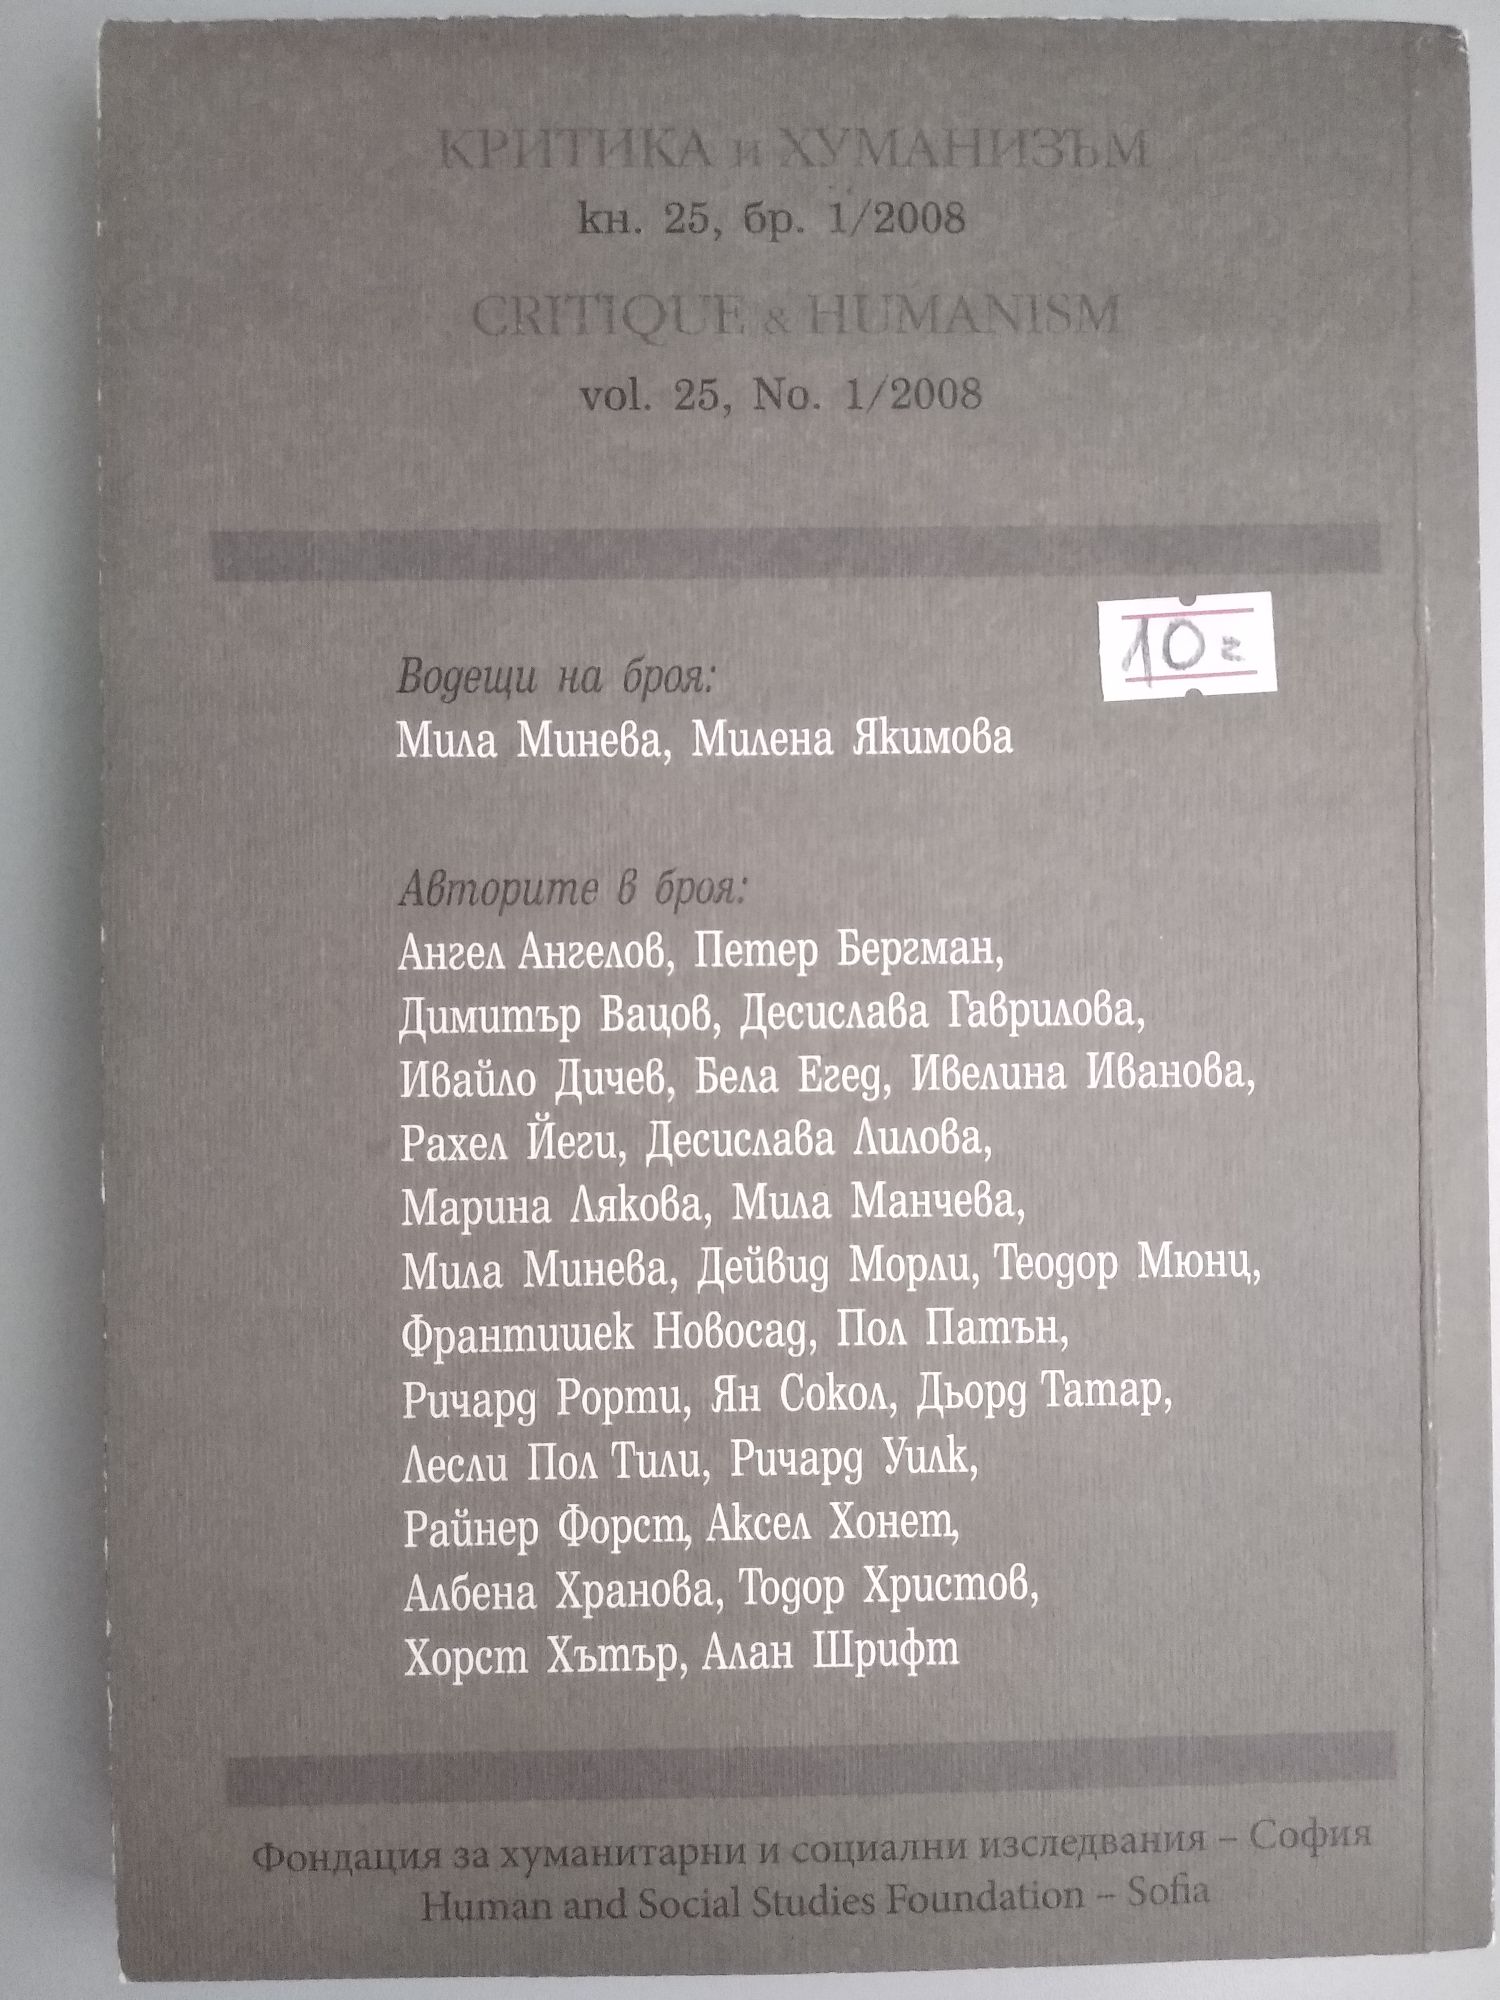 КРИТИКА и ХУМАНИЗЪМ
кн. 25, бр. 1/2008
CRITIQUE & HUMANISM
vol. 25, No. 1/2008
10
Водещи на броя:
Мила Минева, Милена Якимова
Авторите в броя:
Ангел Ангелов, Петер Бергман,
Димитър Вацов, Десислава Гаврилова,
Ивайло Дичев, Бела Егед, Ивелина Иванова,
Рахел Йеги, Десислава Лилова,
Марина Лякова, Мила Манчева,
Мила Минева, Дейвид Морли, Теодор Мюнц,
Франтишек Новосад, Пол Патън,
Ричард Рорти, Ян Сокол, Дьорд Татар,
Лесли Пол Тили, Ричард Уилк,
Райнер Форст, Аксел Хонет,
Албена Хранова, Тодор Христов,
Хорст Хътър, Алан Шрифт
Фондация за хуманитарни и социални изследвания – София
Human and Social Studies Foundation – Sofia